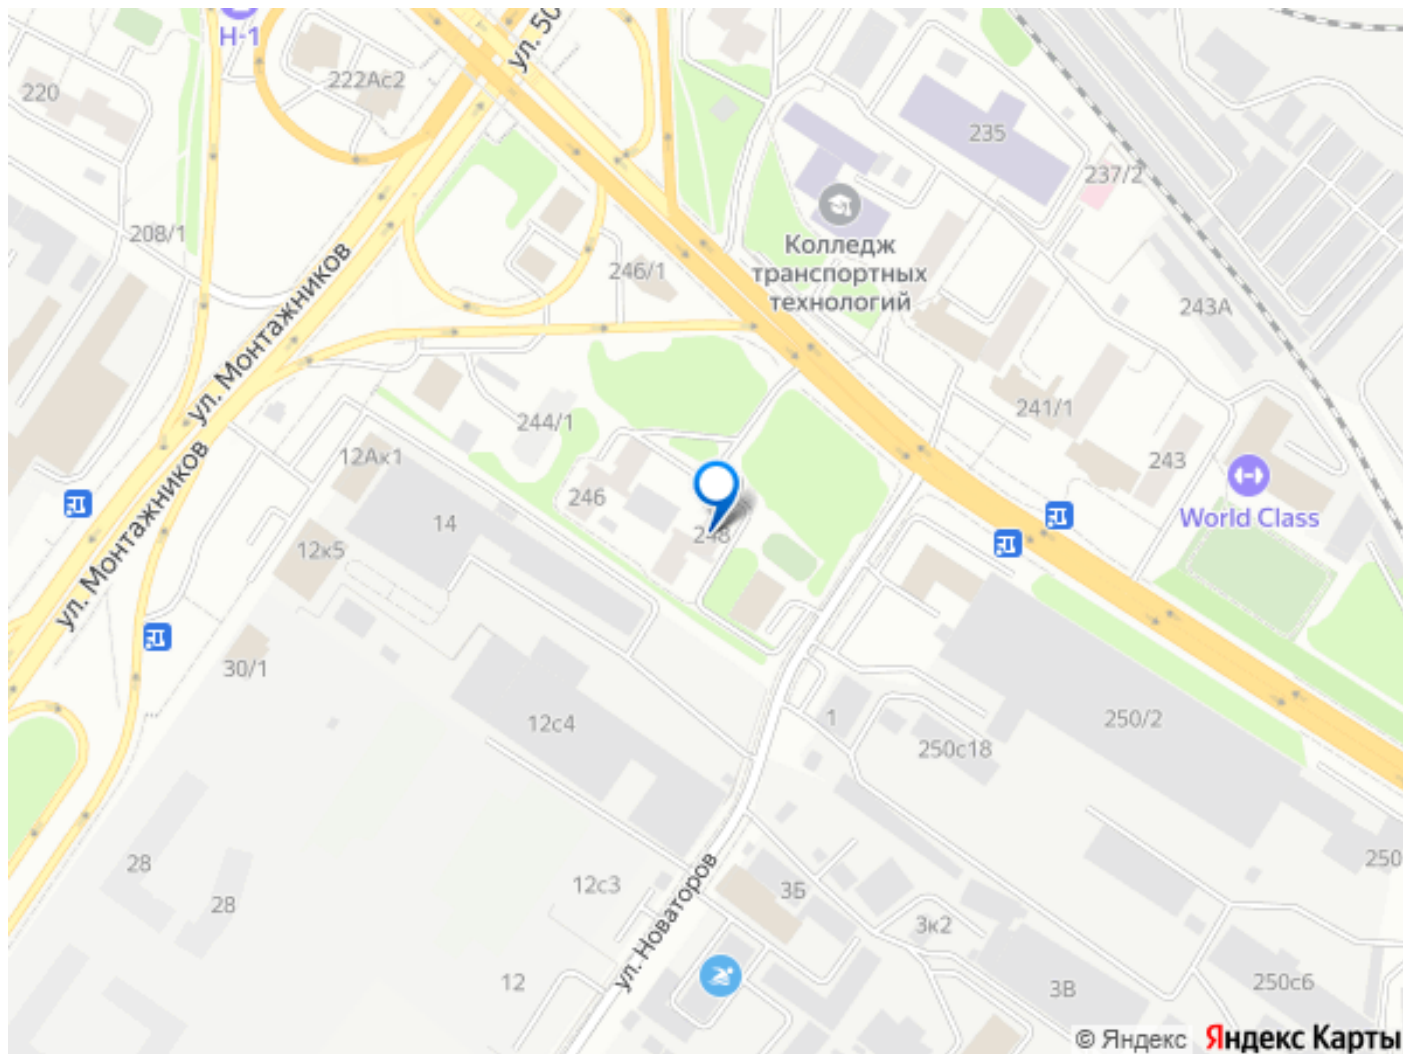 H-1
ул. 50
222Ас2
220
235
237/2
208/1
Колледж
транспортных
технологий
246/1
243А
ул. Монтажников
241/1
244/1
12Ак1
243
246
World Class
14
248
ул. Монтажников
12к5
30/1
12с4
1
250/2
250с18
28
250
12с3
3Б
28
3к2
ул. Новаторов
12
3В
250с6
© Яндекс
Яндекс Карты